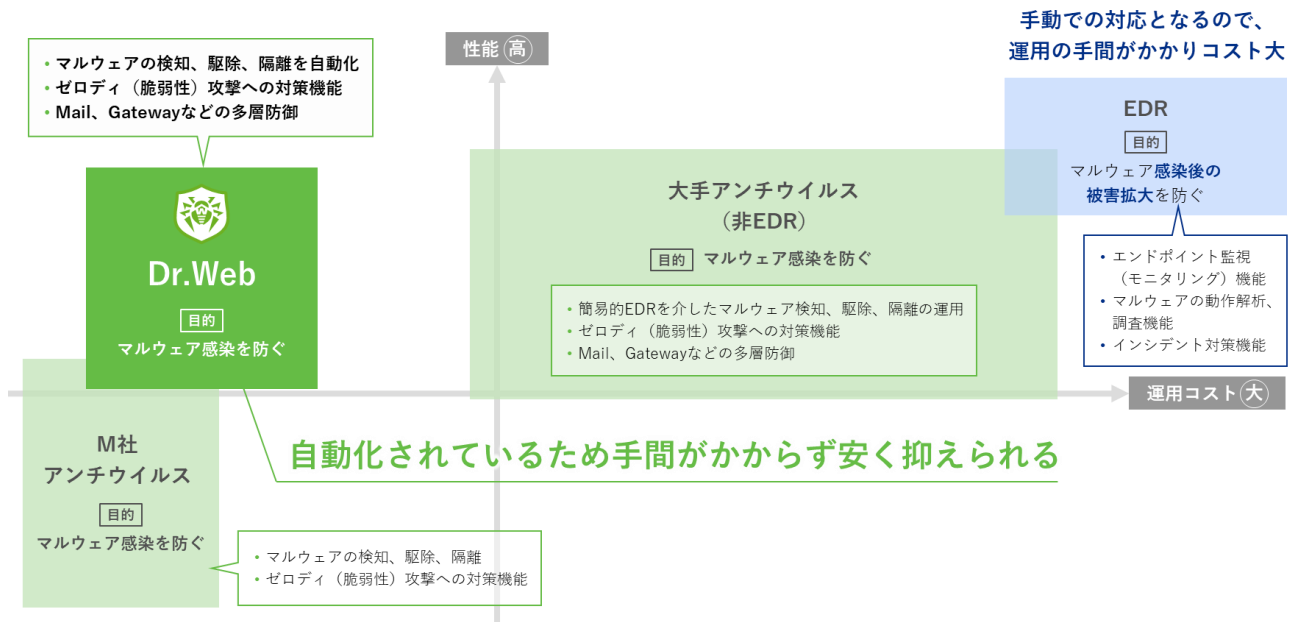 手動での対応となるので、
運用の手間がかかりコスト大
性能 高
• マルウェアの検知、駆除、隔離を自動化
• ゼロディ（脆弱性）攻撃への対策機能
• Mail、Gatewayなどの多層防御
Dr.Web
目的
マルウェア感染を防ぐ
大手アンチウイルス
（非EDR）
目的 マルウェア感染を防ぐ
• 簡易的EDRを介したマルウェア検知、駆除、隔離の運用
• ゼロディ（脆弱性）攻撃への対策機能
• Mail、Gatewayなどの多層防御
EDR
目的
マルウェア感染後の
被害拡大を防ぐ
• エンドポイント監視
（モニタリング）機能
• マルウェアの動作解析、
調査機能
• インシデント対策機能
運用コスト 大
自動化されているため手間がかからず安く抑えられる
M社
アンチウイルス
目的
マルウェア感染を防ぐ
• マルウェアの検知、駆除、隔離
• ゼロディ（脆弱性）攻撃への対策機能